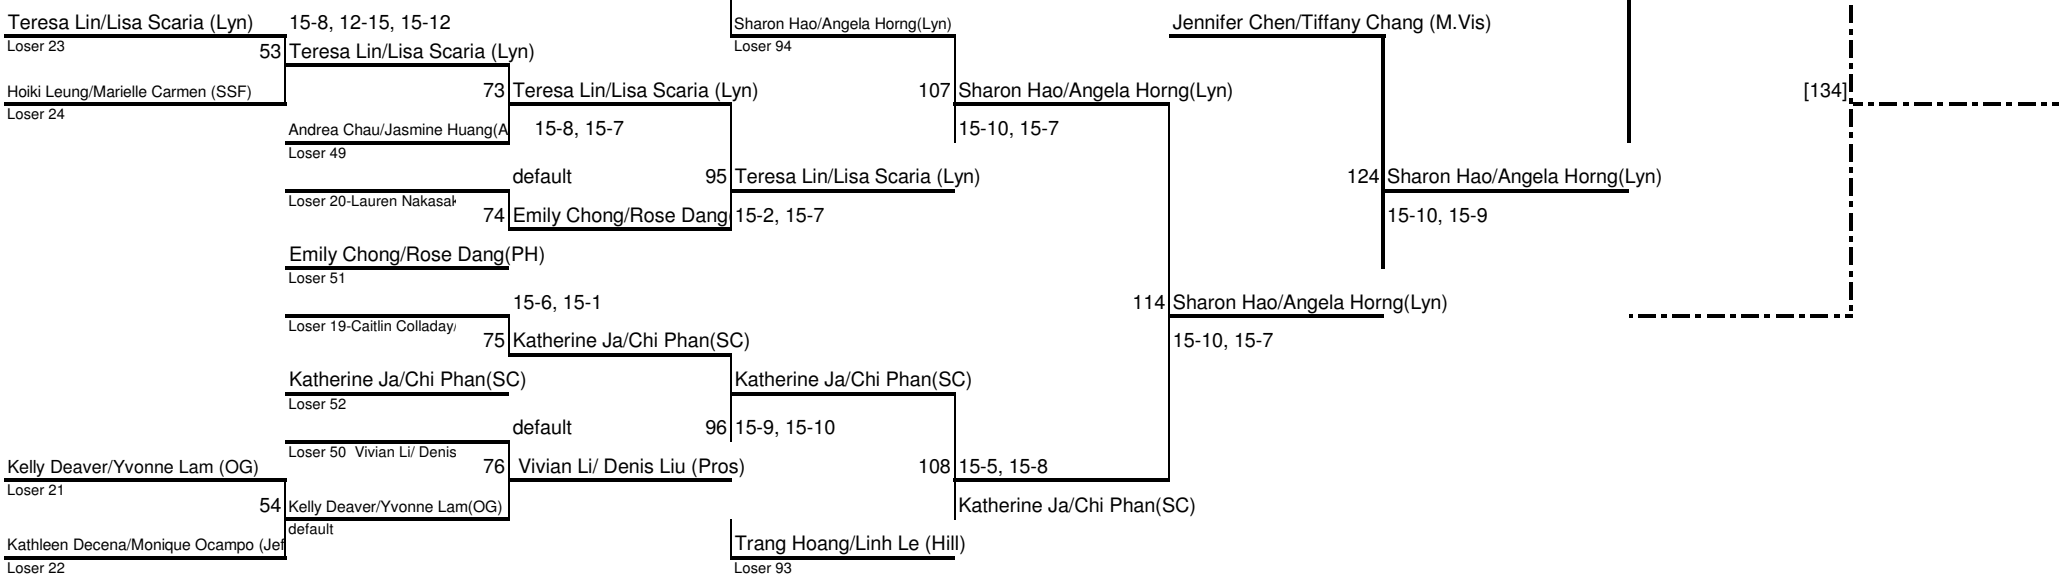 Teresa Lin/Lisa Scaria (Lyn)
15-8, 12-15, 15-12
Sharon Hao/Angela Horng(Lyn)
Jennifer Chen/Tiffany Chang (M.Vis)
Loser 23
53
Teresa Lin/Lisa Scaria (Lyn)
Loser 94
Hoiki Leung/Marielle Carmen (SSF)
73
Teresa Lin/Lisa Scaria (Lyn)
107
Sharon Hao/Angela Horng(Lyn)
[134]
Loser 24
Andrea Chau/Jasmine Huang(A
15-8, 15-7
15-10, 15-7
Loser 49
default
95
Teresa Lin/Lisa Scaria (Lyn)
124
Sharon Hao/Angela Horng(Lyn)
Loser 20-Lauren Nakasak
74
Emily Chong/Rose Dang(
15-2, 15-7
15-10, 15-9
Emily Chong/Rose Dang(PH)
Loser 51
15-6, 15-1
114
Sharon Hao/Angela Horng(Lyn)
Loser 19-Caitlin Colladay/
75
Katherine Ja/Chi Phan(SC)
15-10, 15-7
Katherine Ja/Chi Phan(SC)
Katherine Ja/Chi Phan(SC)
Loser 52
default
96
15-9, 15-10
Loser 50 Vivian Li/ Denis
Kelly Deaver/Yvonne Lam (OG)
76
Vivian Li/ Denis Liu (Pros)
108
15-5, 15-8
Loser 21
54
Kelly Deaver/Yvonne Lam(OG)
Katherine Ja/Chi Phan(SC)
default
Kathleen Decena/Monique Ocampo (Jef
Trang Hoang/Linh Le (Hill)
Loser 22
Loser 93